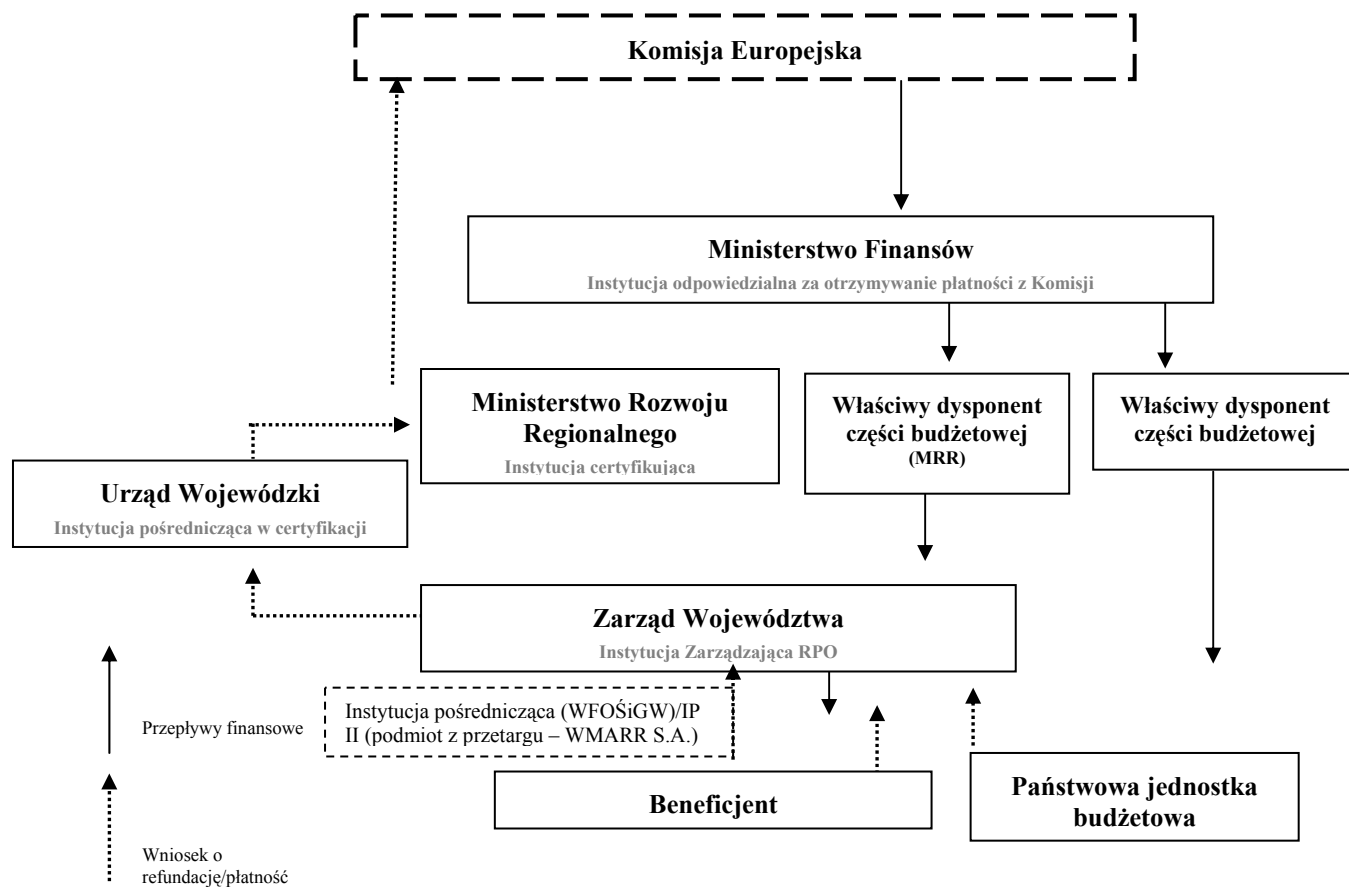 Komisja Europejska
Ministerstwo Finansów
Instytucja odpowiedzialna za otrzymywanie płatności z Komisji
Ministerstwo Rozwoju
Regionalnego
Instytucja certyfikująca
Właściwy dysponent
części budżetowej
(MRR)
Właściwy dysponent
części budżetowej
Urząd Wojewódzki
Instytucja pośrednicząca w certyfikacji
Zarząd Województwa
Instytucja Zarządzająca RPO
Przepływy finansowe
Instytucja pośrednicząca (WFOŚiGW)/IP
II (podmiot z przetargu – WMARR S.A.)
Beneficjent
Państwowa jednostka
budżetowa
Wniosek o
refundację/płatność